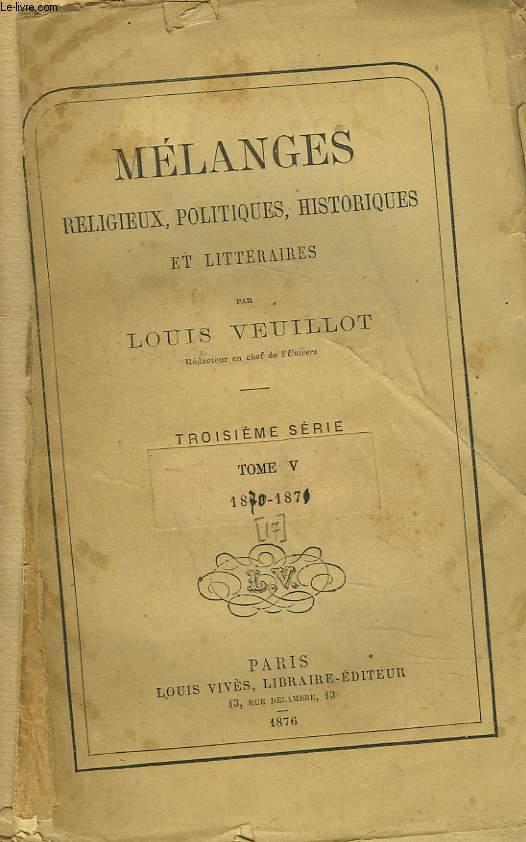 Le-livre.com
MÉLANGES
RELIGIEUX, POLITIQUES, HISTORIQUES
ET LITTÉRAIRES
PAR
LOUIS VEUILLOT
Rédacteur en chef de l'Univers
TROISIÈME SÉRIE
TOME V
1870-1871
[17]
L.V.
PARIS
LOUIS VIVÈS, LIBRAIRE-ÉDITEUR
13, RUE DELAMBRE, 13
1876